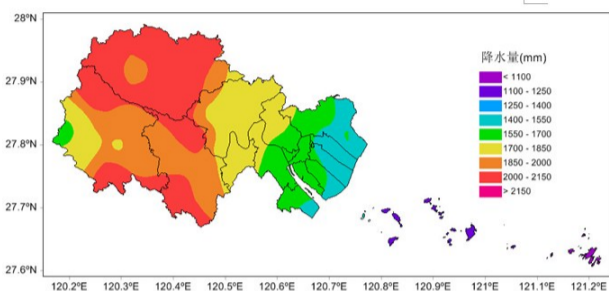 28°N
27.9°N
27.8°N
27.7°N
27.6°N
120.2°E 120.3°E 120.4°E 120.5°E 120.6°E 120.7°E 120.8°E 120.9°E 121°E 121.1°E 121.2°E
降水量(mm)
< 1100
1100 - 1250
1250 - 1400
1400 - 1550
1550 - 1700
1700 - 1850
1850 - 2000
2000 - 2150
> 2150